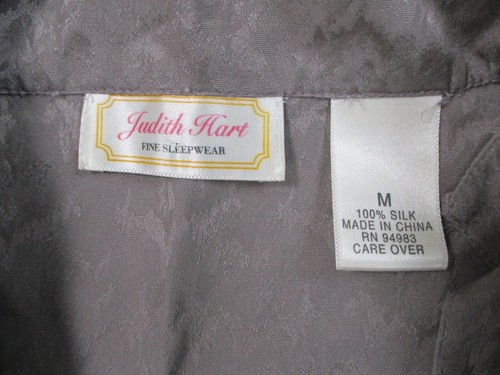 Judith Hart
FINE SLEEPWEAR
M
100% SILK
MADE IN CHINA
RN 94983
CARE OVER